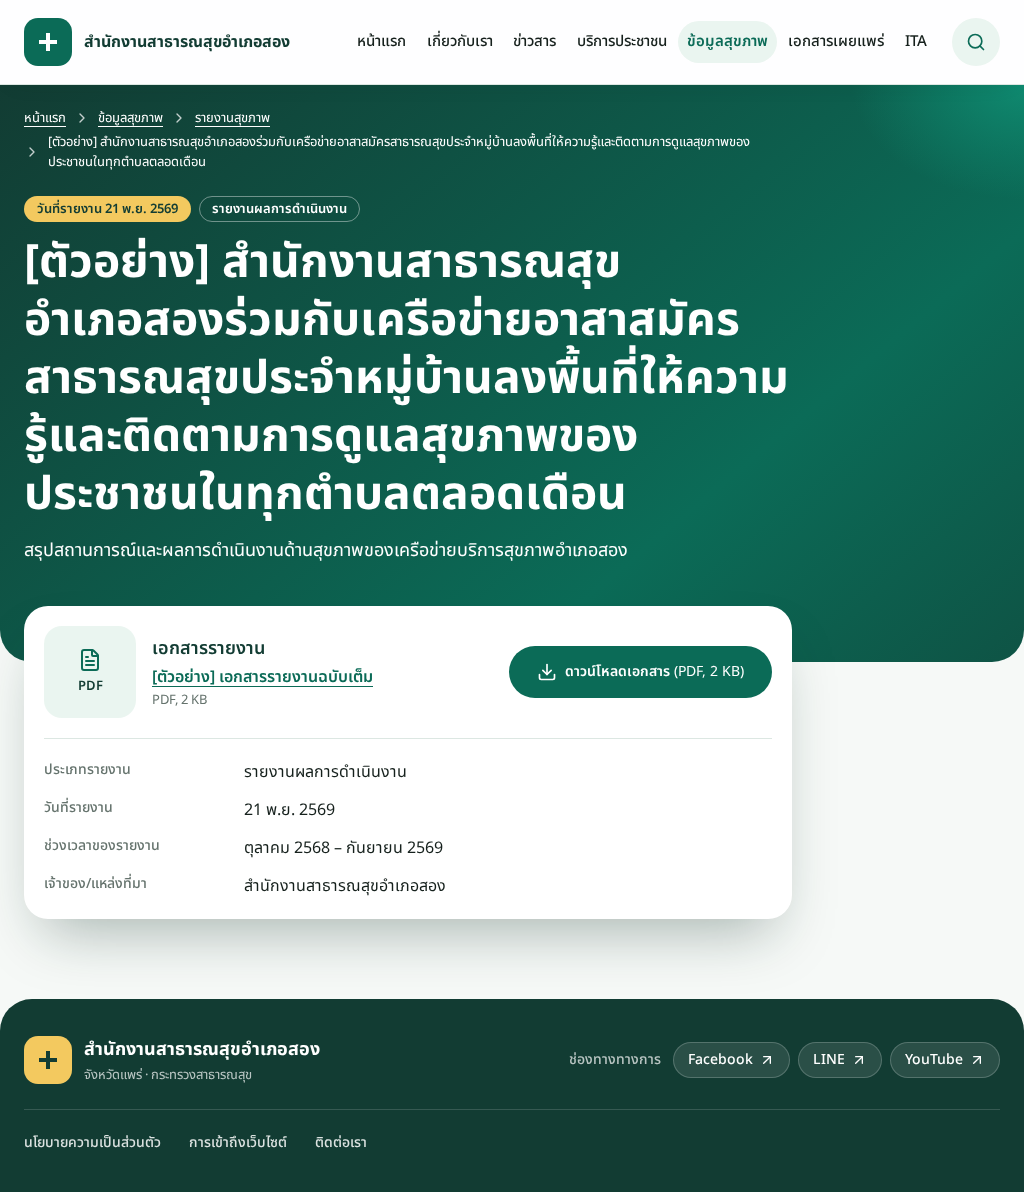 สำนักงานสาธารณสุขอำเภอสอง
หน้าแรก เกี่ยวกับเรา ข่าวสาร บริการประชาชน ข้อมูลสุขภาพ เอกสารเผยแพร่ ITA
หน้าแรก ข้อมูลสุขภาพ รายงานสุขภาพ
[ตัวอย่าง] สำนักงานสาธารณสุขอำเภอสองร่วมกับเครือข่ายอาสาสมัครสาธารณสุขประจำหมู่บ้านลงพื้นที่ให้ความรู้และติดตามการดูแลสุขภาพของ
ประชาชนในทุกตำบลตลอดเดือน
วันที่รายงาน 21 พ.ย. 2569 รายงานผลการดำเนินงาน
[ตัวอย่าง] สำนักงานสาธารณสุข
อำเภอสองร่วมกับเครือข่ายอาสาสมัคร
สาธารณสุขประจำหมู่บ้านลงพื้นที่ให้ความ
รู้และติดตามการดูแลสุขภาพของ
ประชาชนในทุกตำบลตลอดเดือน
สรุปสถานการณ์และผลการดำเนินงานด้านสุขภาพของเครือข่ายบริการสุขภาพอำเภอสอง
PDF
เอกสารรายงาน
[ตัวอย่าง] เอกสารรายงานฉบับเต็ม
PDF, 2 KB
ดาวน์โหลดเอกสาร (PDF, 2 KB)
ประเภทรายงาน รายงานผลการดำเนินงาน
วันที่รายงาน 21 พ.ย. 2569
ช่วงเวลาของรายงาน ตุลาคม 2568 – กันยายน 2569
เจ้าของ/แหล่งที่มา สำนักงานสาธารณสุขอำเภอสอง
สำนักงานสาธารณสุขอำเภอสอง
จังหวัดแพร่ · กระทรวงสาธารณสุข
ช่องทางทางการ Facebook LINE YouTube
นโยบายความเป็นส่วนตัว การเข้าถึงเว็บไซต์ ติดต่อเรา